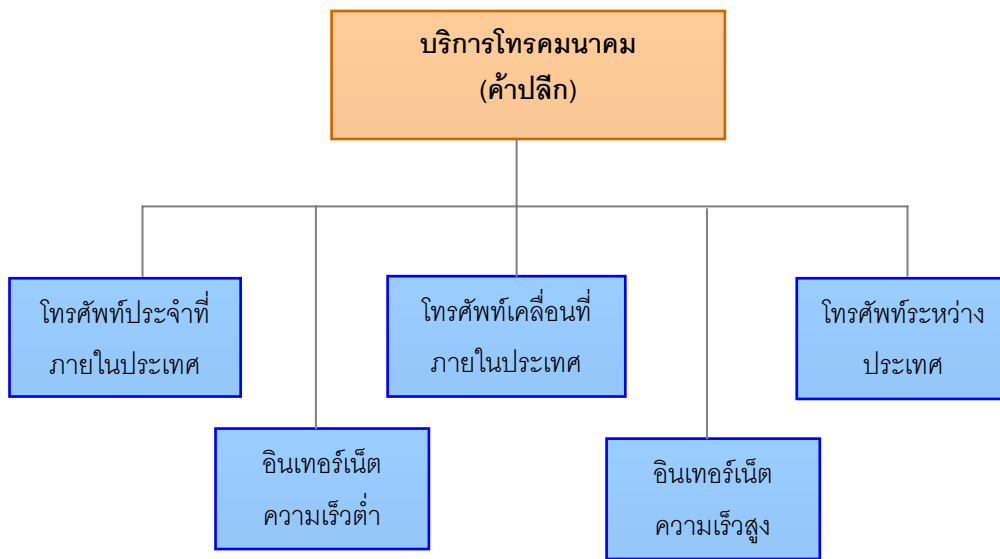 บริการโทรคมนาคม
(ค้าปลีก)
โทรศัพท์ประจำที่
ภายในประเทศ
โทรศัพท์เคลื่อนที่
ภายในประเทศ
โทรศัพท์ระหว่าง
ประเทศ
อินเทอร์เน็ต
ความเร็วต่ำ
อินเทอร์เน็ต
ความเร็วสูง